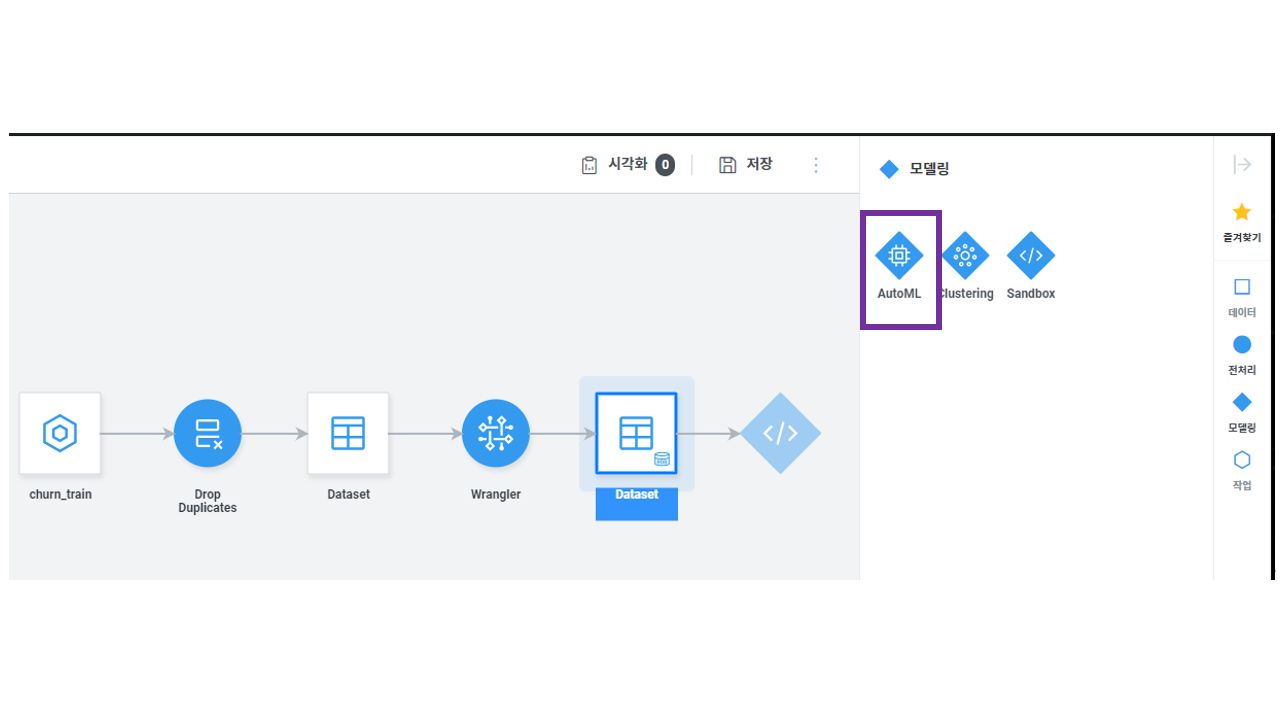 시각화 0
저장
모델링
AutoML
Clustering
Sandbox
즐겨찾기
데이터
전처리
모델링
작업
churn_train
Drop
Duplicates
Dataset
Wrangler
Dataset